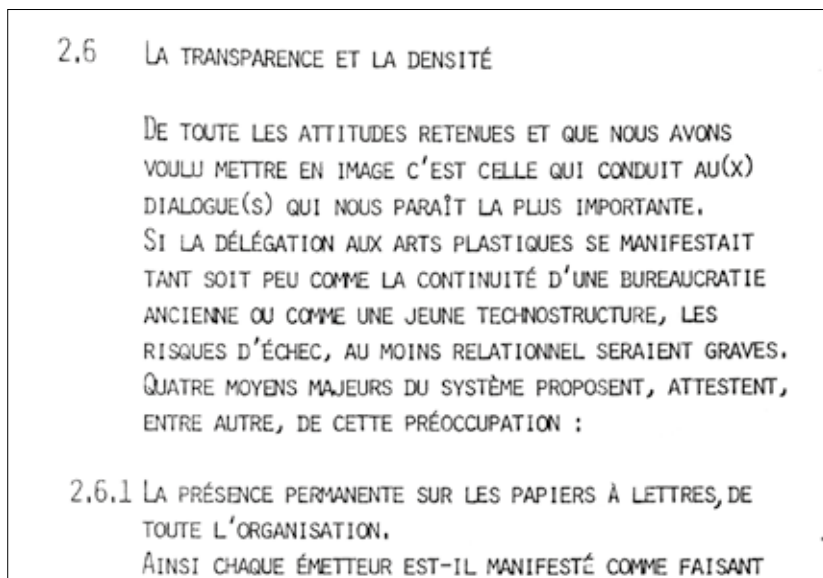 2.6 LA TRANSPARENCE ET LA DENSITÉ
DE TOUTE LES ATTITUDES RETENUES ET QUE NOUS AVONS
VOULU METTRE EN IMAGE C'EST CELLE QUI CONDUIT AU(X)
DIALOGUE(S) QUI NOUS PARAÎT LA PLUS IMPORTANTE.
SI LA DÉLÉGATION AUX ARTS PLASTIQUES SE MANIFESTAIT
TANT SOIT PEU COMME LA CONTINUITÉ D'UNE BUREAUCRATIE
ANCIENNE OU COMME UNE JEUNE TECHNOSTRUCTURE, LES
RISQUES D'ÉCHEC, AU MOINS RELATIONNEL SERAIENT GRAVES.
QUATRE MOYENS MAJEURS DU SYSTÈME PROPOSENT, ATTESTENT,
ENTRE AUTRE, DE CETTE PRÉOCCUPATION :
2.6.1 LA PRÉSENCE PERMANENTE SUR LES PAPIERS À LETTRES, DE
TOUTE L'ORGANISATION.
AINSI CHAQUE ÉMETTEUR EST-IL MANIFESTÉ COMME FAISANT